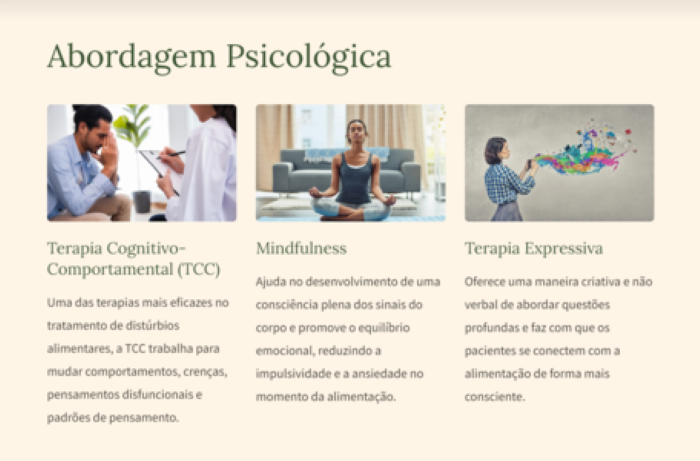 Abordagem Psicológica
Terapia Cognitivo-
Comportamental (TCC)
Uma das terapias mais eficazes no
tratamento de distúrbios
alimentares, a TCC trabalha para
mudar comportamentos, crenças,
pensamentos disfuncionais e
padrões de pensamento.
Mindfulness
Ajuda no desenvolvimento de uma
consciência plena dos sinais do
corpo e promove o equilíbrio
emocional, reduzindo a
impulsividade e a ansiedade no
momento da alimentação.
Terapia Expressiva
Oferece uma maneira criativa e não
verbal de abordar questões
profundas e faz com que os
pacientes se conectem com a
alimentação de forma mais
consciente.